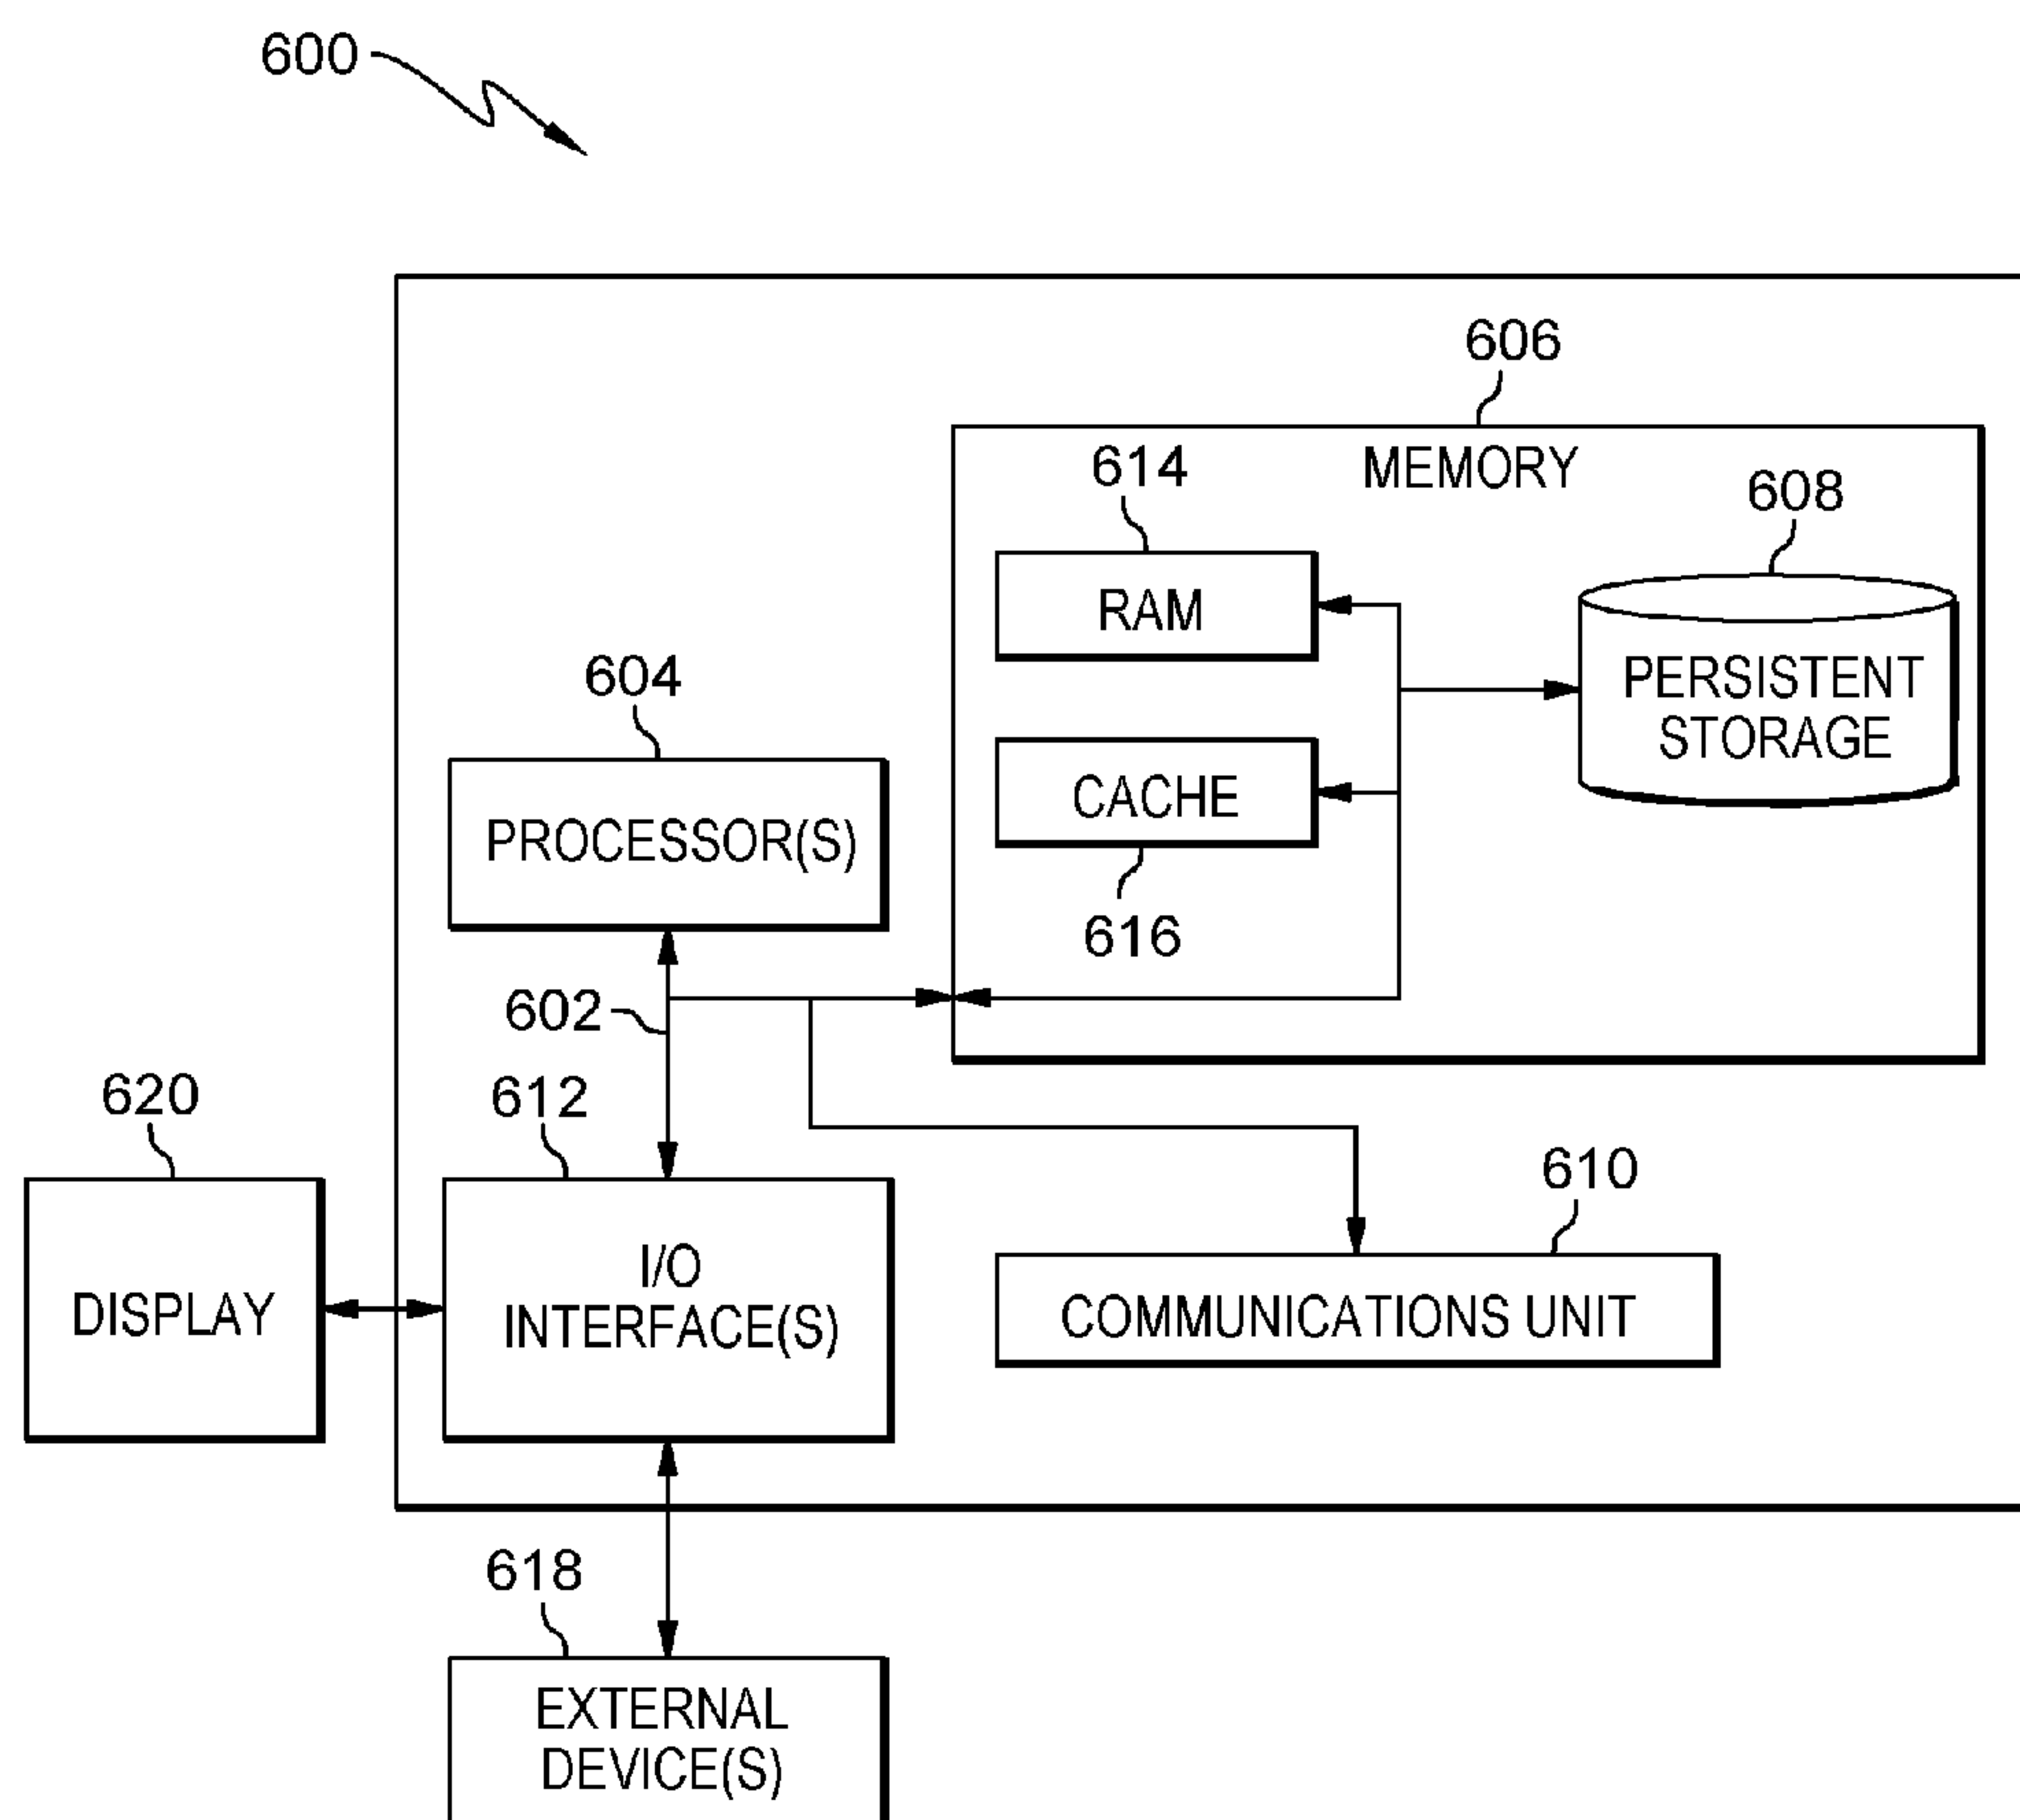 600
606
MEMORY
614
608
RAM
PERSISTENT
STORAGE
604
CACHE
PROCESSOR(S)
616
602
612
620
610
I/O
INTERFACE(S)
DISPLAY
COMMUNICATIONS UNIT
618
EXTERNAL
DEVICE(S)